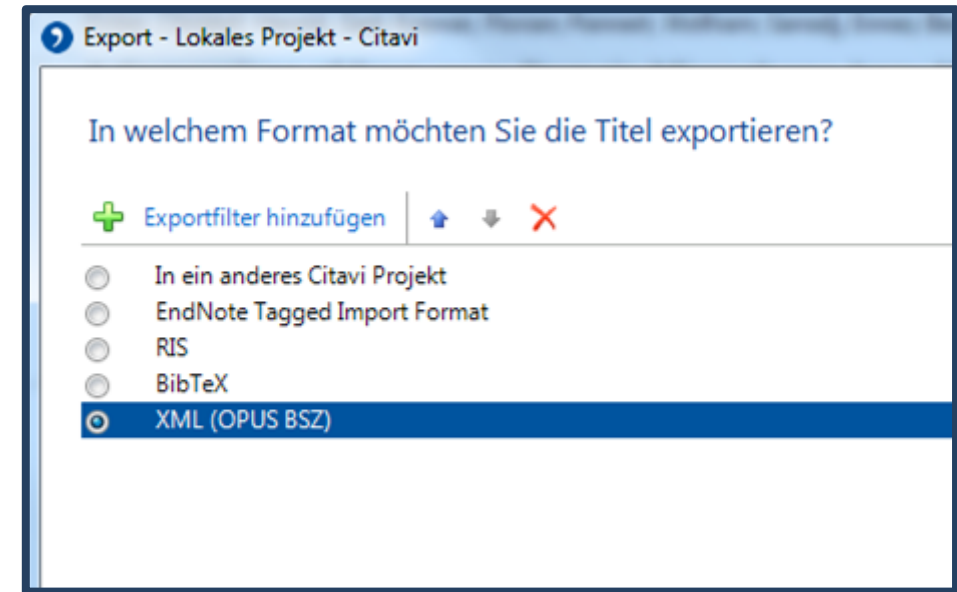 Export - Lokales Projekt - Citavi
In welchem Format möchten Sie die Titel exportieren?
Exportfilter hinzufügen
In ein anderes Citavi Projekt
EndNote Tagged Import Format
RIS
BibTeX
XML (OPUS BSZ)